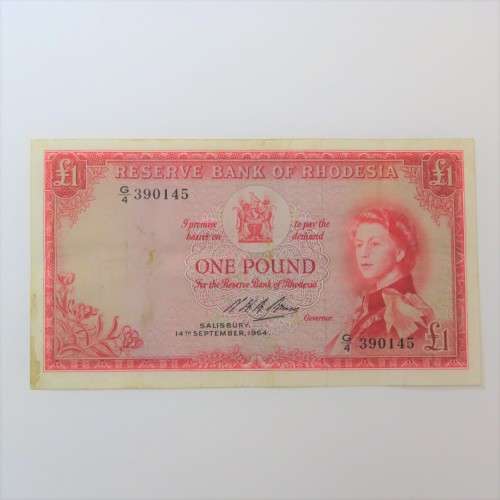 £1 RESERVE BANK OF RHODESIA £1
G/4 390145
I promise to pay the
bearer on demand
ONE POUND
For the Reserve Bank of Rhodesia
SALISBURY, Governor.
14TH SEPTEMBER, 1964.
G/4 390145 £1